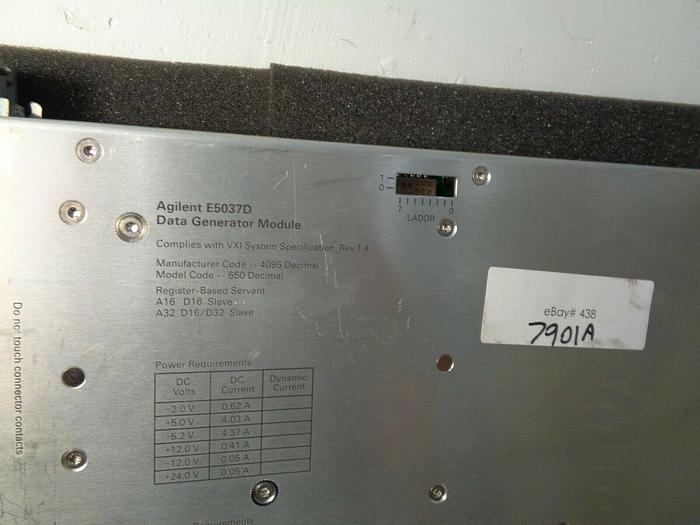 Agilent E5037D
Data Generator Module
Complies with VXI System Specification, Rev.1.4
Manufacturer Code -- 4095 Decimal
Model Code -- 650 Decimal
Register-Based Servant
A16 D16 Slave
A32 D16/D32 Slave
1
0
7 0
LADDR
eBay# 438
7901A
Do not touch connector contacts
Power Requirements
DC Volts DC Current Dynamic Current
-2.0 V 0.62 A
+5.0 V 4.03 A
-5.2 V 4.37 A
+12.0 V 0.41 A
-12.0 V 0.05 A
+24.0 V 0.05 A
Requirements